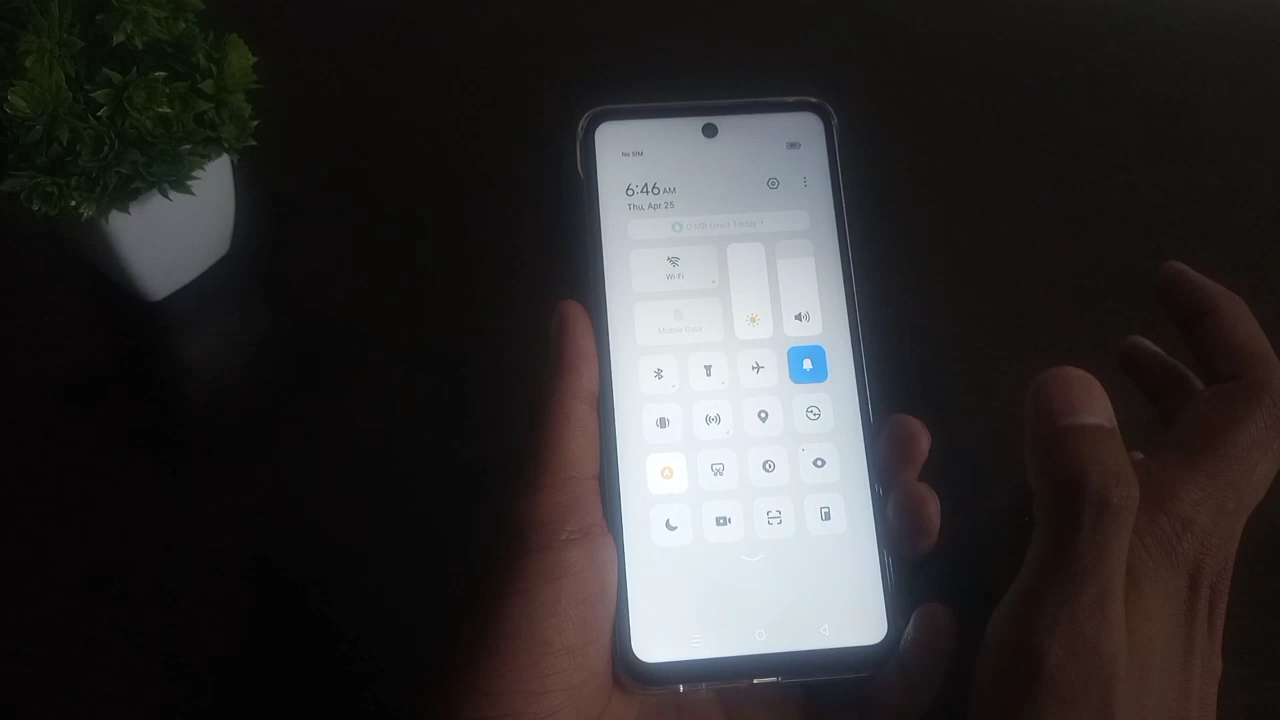 No SIM
6:46 AM
Thu, Apr 25
0 MB Used Today
Wi-Fi
Mobile Data
A